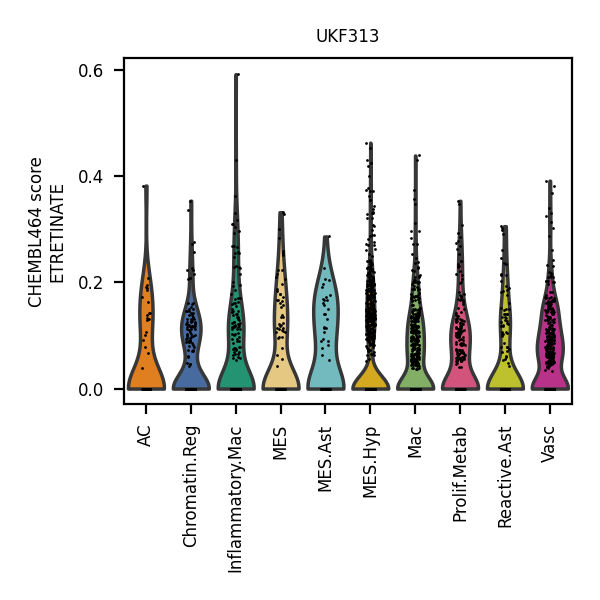 UKF313
CHEMBL464 score
ETRETINATE
0.6
0.4
0.2
0.0
AC
Chromatin.Reg
Inflammatory.Mac
MES
MES.Ast
MES.Hyp
Mac
Prolif.Metab
Reactive.Ast
Vasc